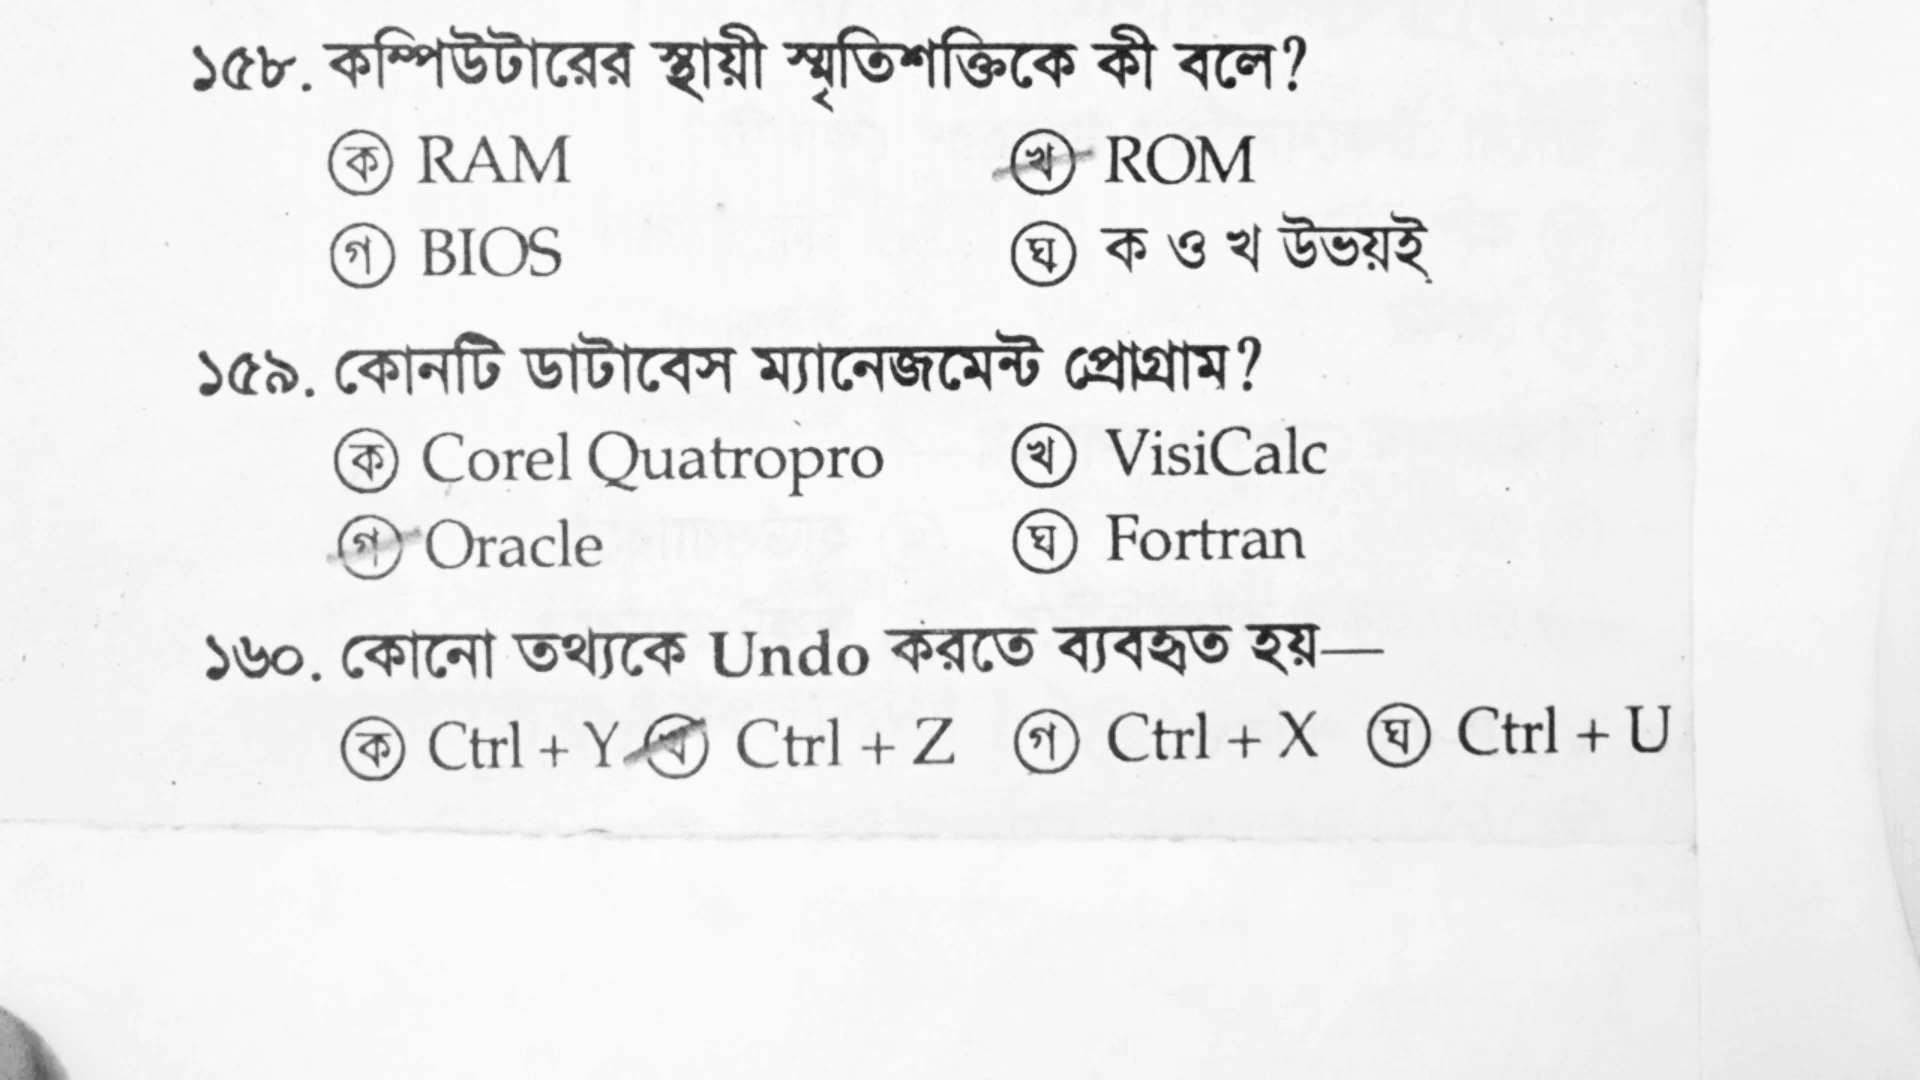 ১৫৮. কম্পিউটারের স্থায়ী স্মৃতিশক্তিকে কী বলে?
ক RAM খ ROM
গ BIOS ঘ ক ও খ উভয়ই
১৫৯. কোনটি ডাটাবেস ম্যানেজমেন্ট প্রোগ্রাম?
ক Corel Quatropro খ VisiCalc
গ Oracle ঘ Fortran
১৬০. কোনো তথ্যকে Undo করতে ব্যবহৃত হয়—
ক Ctrl + Y খ Ctrl + Z গ Ctrl + X ঘ Ctrl + U